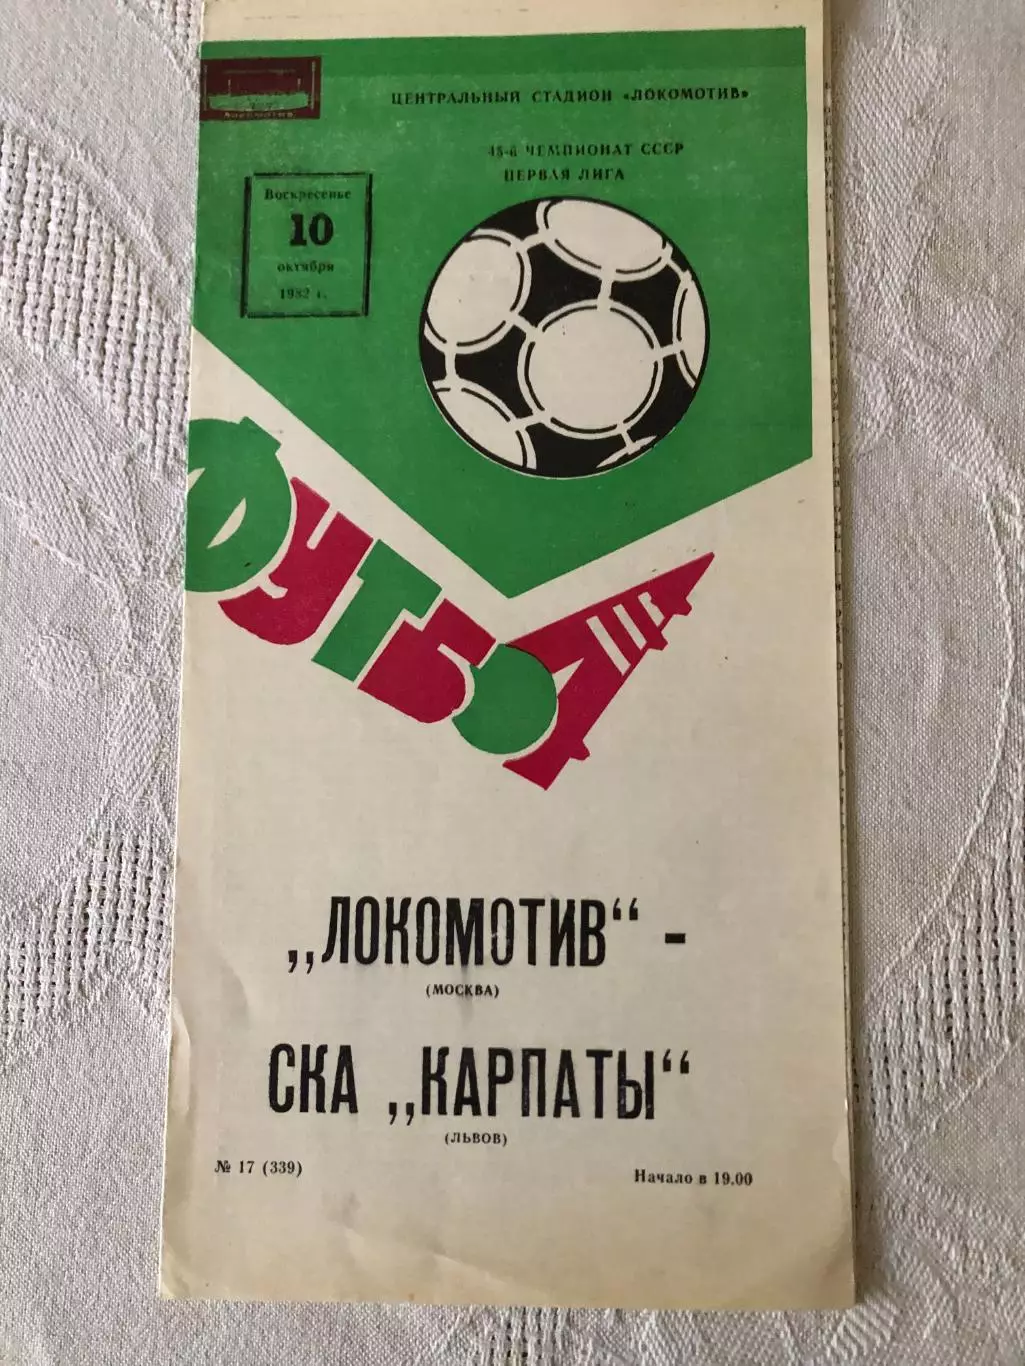 Локомотив
ЦЕНТРАЛЬНЫЙ СТАДИОН «ЛОКОМОТИВ»
45-й ЧЕМПИОНАТ СССР
ПЕРВАЯ ЛИГА
Воскресенье
10
октября
1982 г.
ФУТБОЛ
„ЛОКОМОТИВ“ -
(МОСКВА)
СКА „КАРПАТЫ“
(ЛЬВОВ)
№ 17 (339)
Начало в 19.00